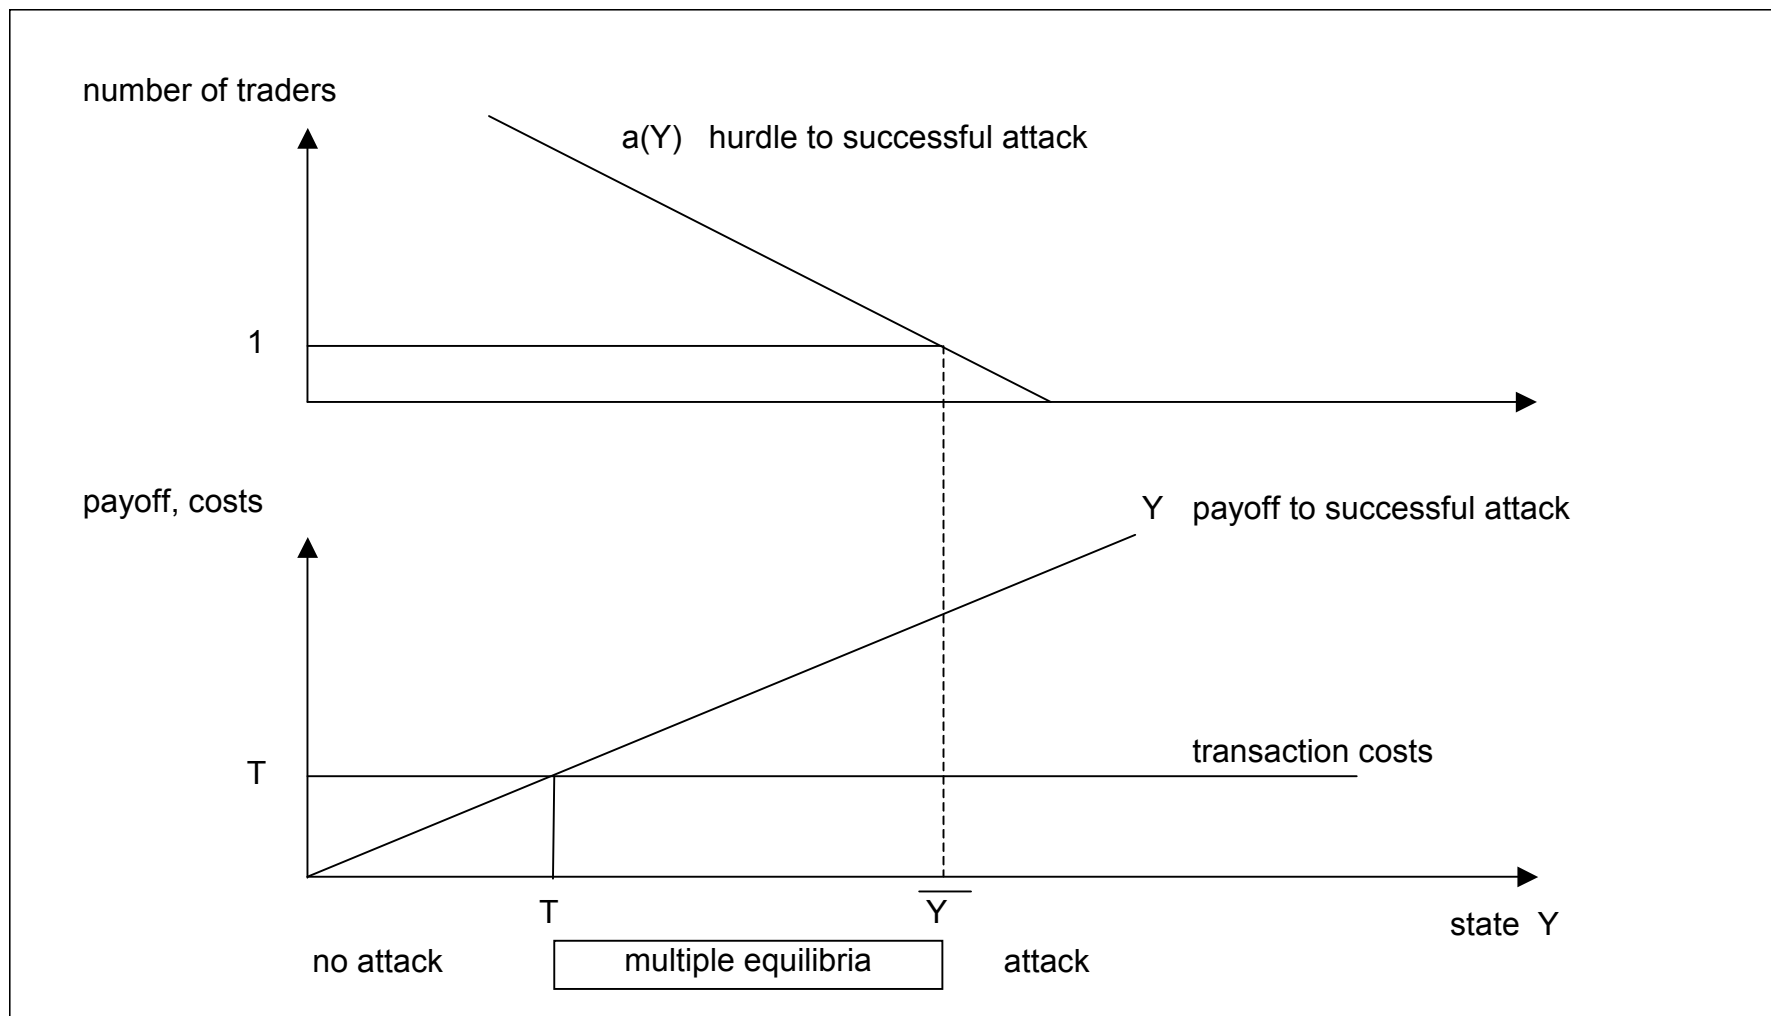 number of traders
a(Y) hurdle to successful attack
1
payoff, costs
Y payoff to successful attack
transaction costs
T
T
Y̅
state Y
no attack
multiple equilibria
attack